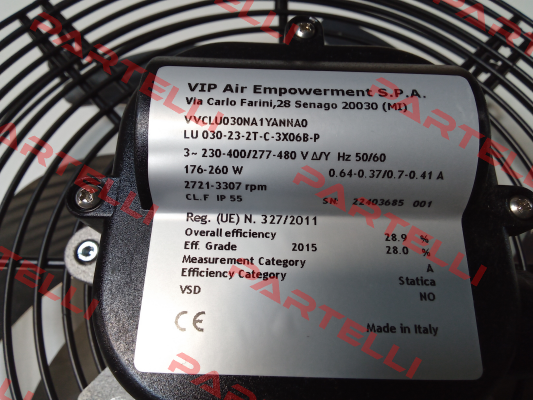 VIP Air Empowerment S.P.A.
Via Carlo Farini,28 Senago 20030 (MI)
VVCLU030NA1YANNA0
LU 030-23-2T-C-3X06B-P
3~ 230-400/277-480 V Δ/Y Hz 50/60
176-260 W 0.64-0.37/0.7-0.41 A
2721-3307 rpm
CL.F IP 55 SN: 22403685 001
Reg. (UE) N. 327/2011
Overall efficiency 28.9 %
Eff. Grade 2015 28.0 %
Measurement Category A
Efficiency Category Statica
VSD NO
CE Made in Italy
PARTELLI
PARTELLI
PARTELLI
PARTELLI
PARTELLI